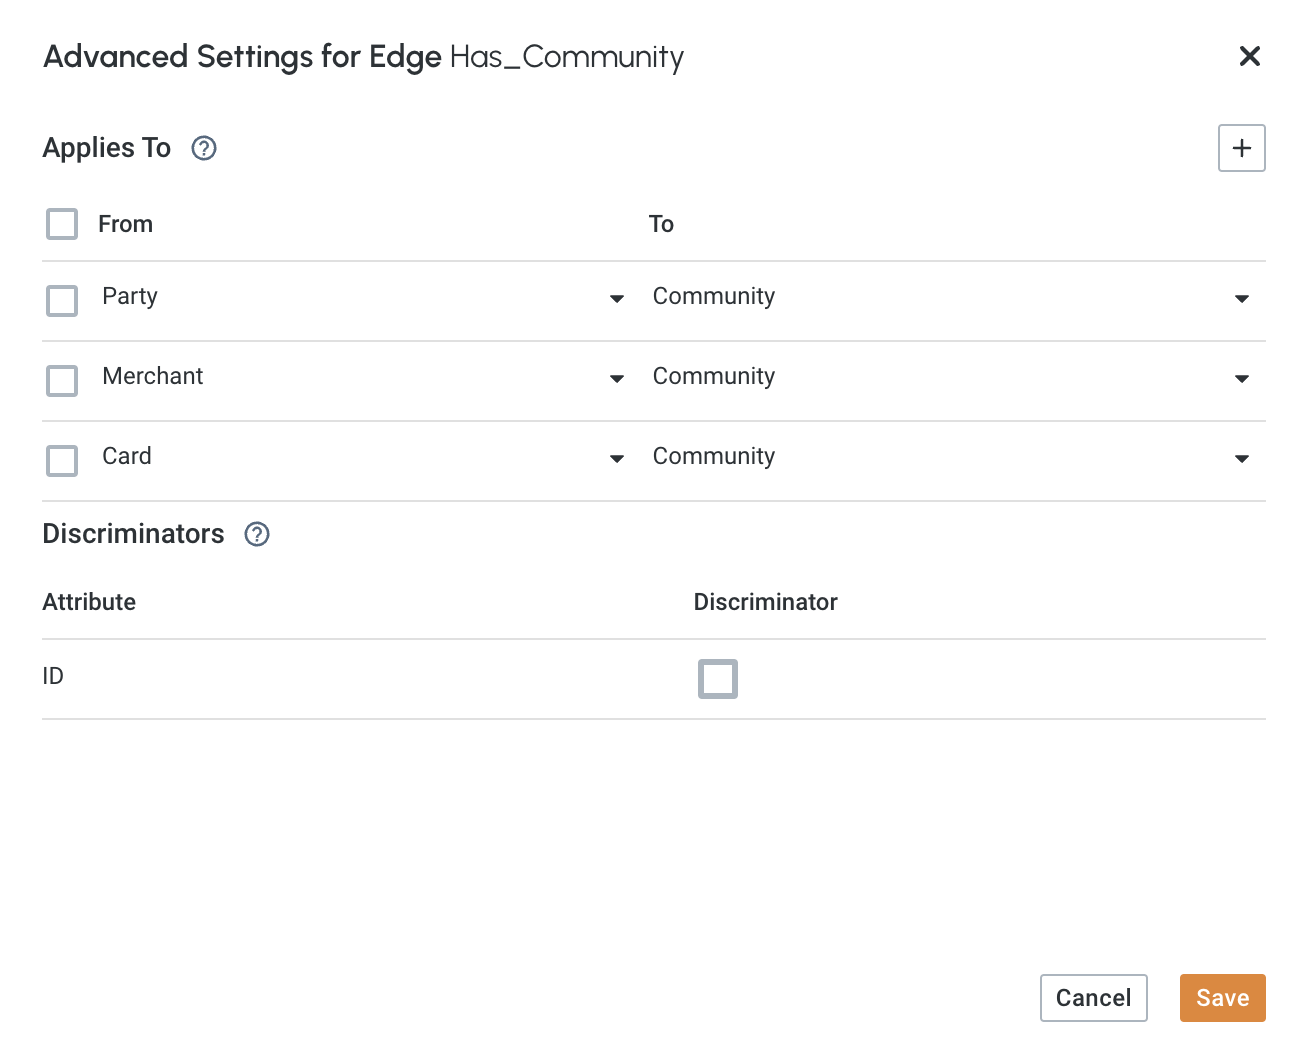 Advanced Settings for Edge Has_Community
Applies To
From To
Party Community
Merchant Community
Card Community
Discriminators
Attribute Discriminator
ID
Cancel Save